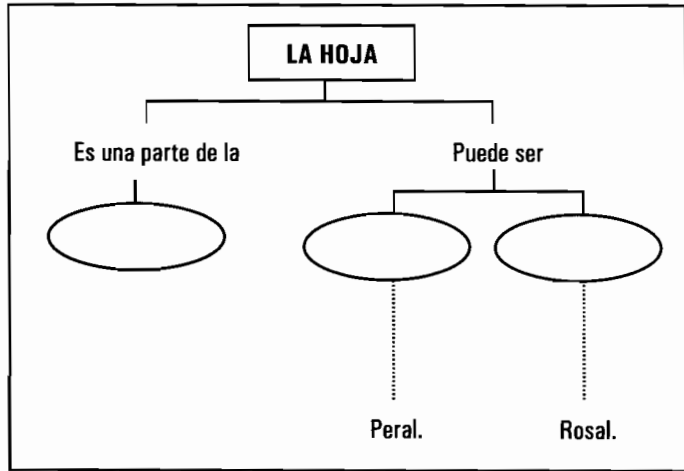 LA HOJA
Es una parte de la
Puede ser
Peral.
Rosal.